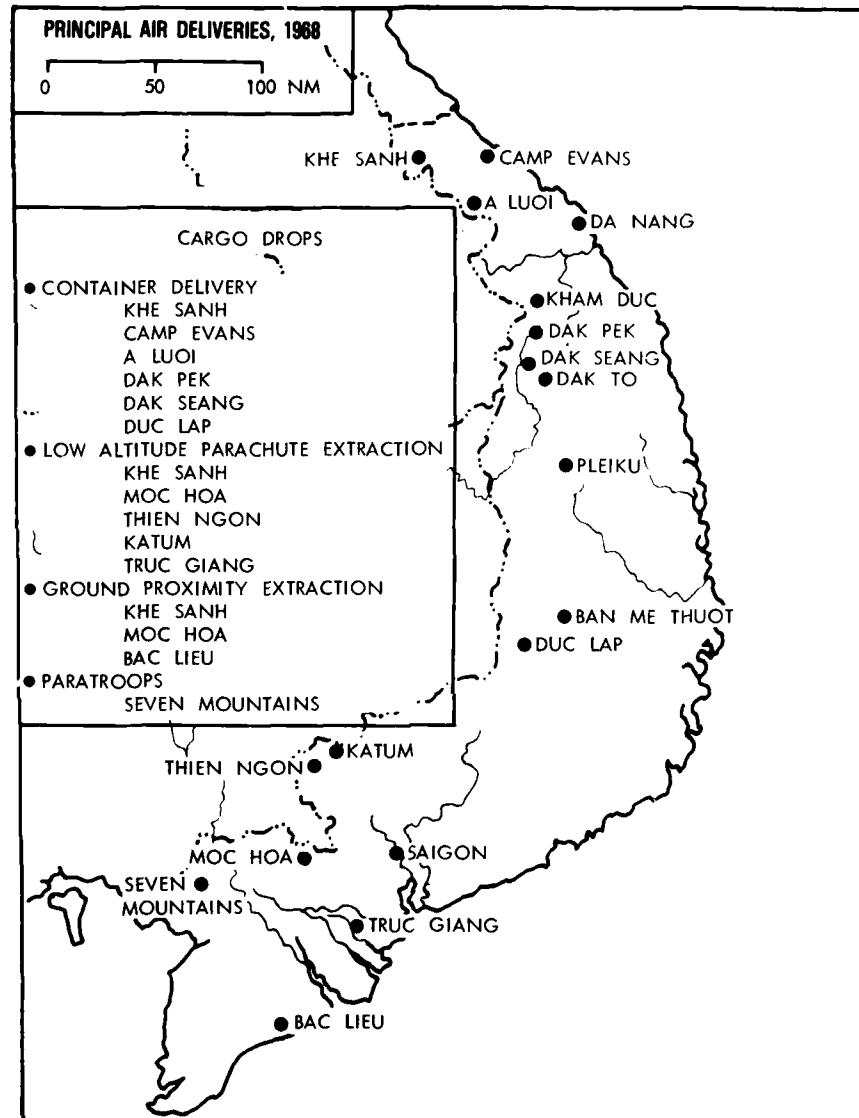 PRINCIPAL AIR DELIVERIES, 1968
0 50 100 NM
KHE SANH
CAMP EVANS
A LUOI
DA NANG
CARGO DROPS
CONTAINER DELIVERY
KHE SANH
CAMP EVANS
A LUOI
DAK PEK
DAK SEANG
DUC LAP
LOW ALTITUDE PARACHUTE EXTRACTION
KHE SANH
MOC HOA
THIEN NGON
KATUM
TRUC GIANG
GROUND PROXIMITY EXTRACTION
KHE SANH
MOC HOA
BAC LIEU
PARATROOPS
SEVEN MOUNTAINS
KHAM DUC
DAK PEK
DAK SEANG
DAK TO
PLEIKU
BAN ME THUOT
DUC LAP
KATUM
THIEN NGON
MOC HOA
SAIGON
SEVEN
MOUNTAINS
TRUC GIANG
BAC LIEU